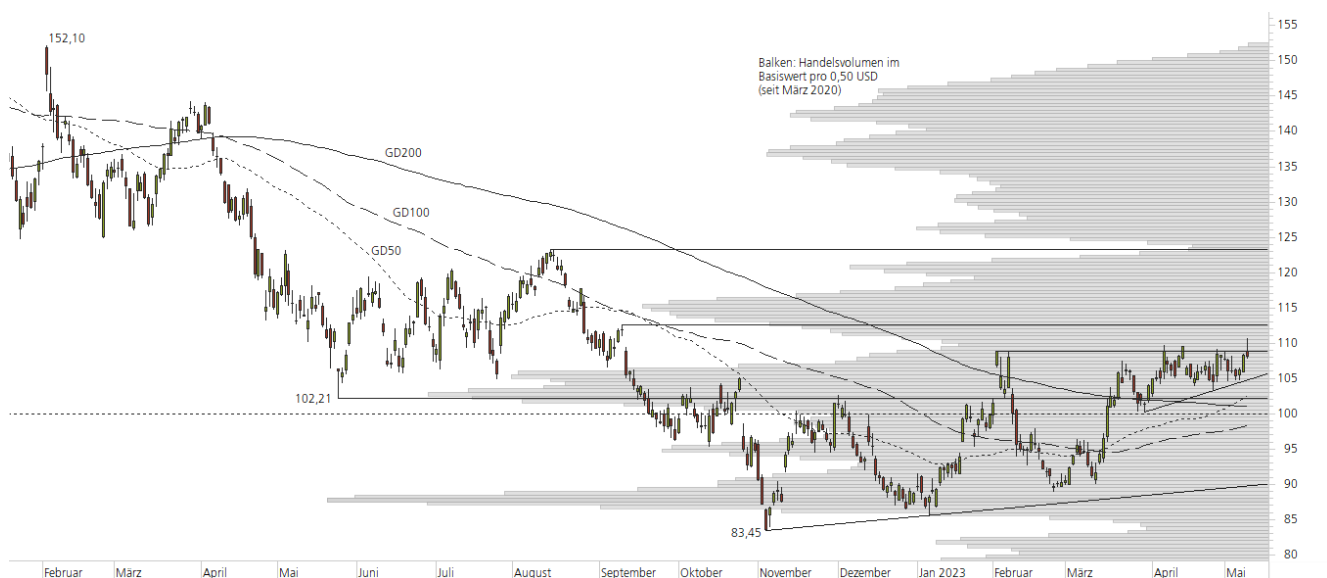 152,10
Balken: Handelsvolumen im
Basiswert pro 0,50 USD
(seit März 2020)
GD200
GD100
GD50
102,21
83,45
155
150
145
140
135
130
125
120
115
110
105
100
95
90
85
80
Februar März April Mai Juni Juli August September Oktober November Dezember Jan 2023 Februar März April Mai